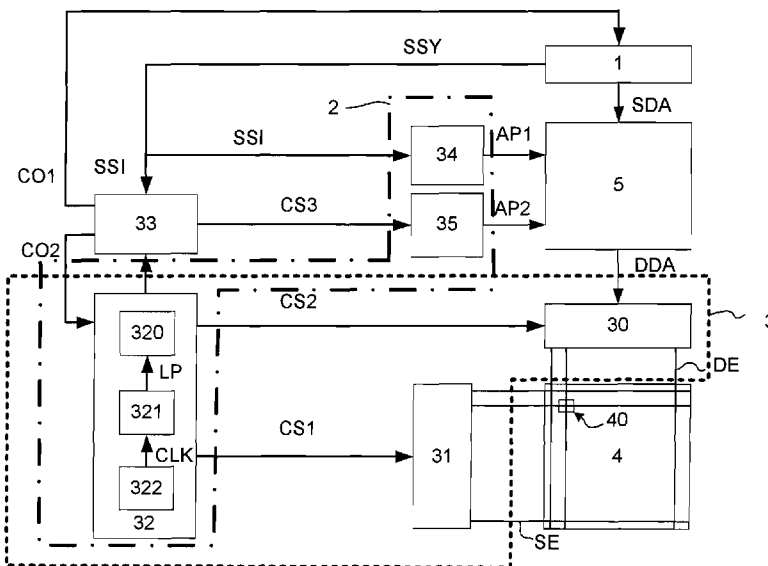 SSY
1
2
SDA
SSI
AP1
34
5
CO1
SSI
33
CS3
35
AP2
CO2
DDA
CS2
30
3
320
LP
DE
321
40
CS1
31
4
CLK
322
32
SE